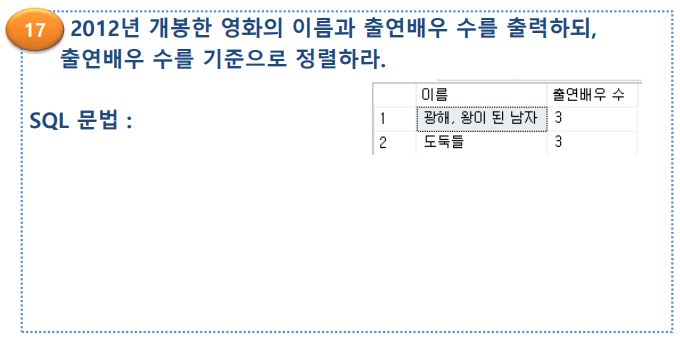 17 2012년 개봉한 영화의 이름과 출연배우 수를 출력하되,
출연배우 수를 기준으로 정렬하라.
SQL 문법 :
이름 출연배우 수
1 광해, 왕이 된 남자 3
2 도둑들 3